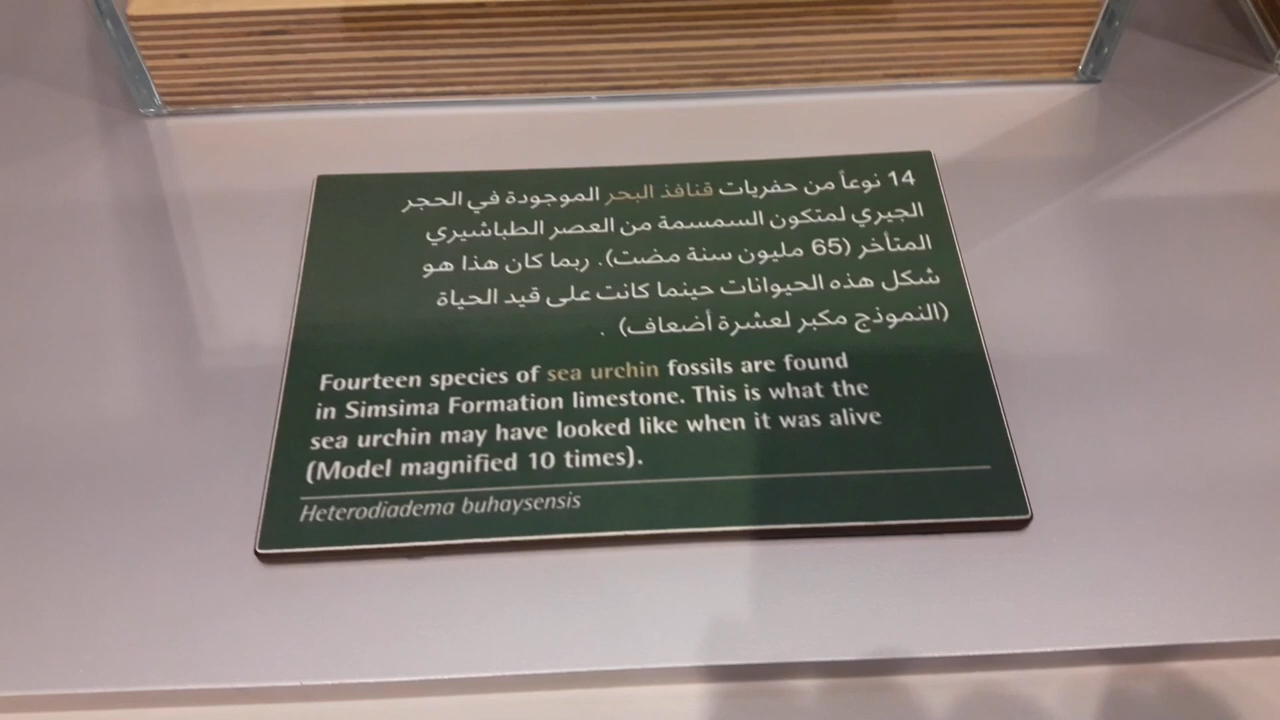 14 نوعاً من حفريات قنافذ البحر الموجودة في الحجر
الجيري لمتكون السمسمة من العصر الطباشيري
المتأخر (65 مليون سنة مضت). ربما كان هذا هو
شكل هذه الحيوانات حينما كانت على قيد الحياة
(النموذج مكبر لعشرة أضعاف) .
Fourteen species of sea urchin fossils are found
in Simsima Formation limestone. This is what the
sea urchin may have looked like when it was alive
(Model magnified 10 times).
Heterodiadema buhaysensis